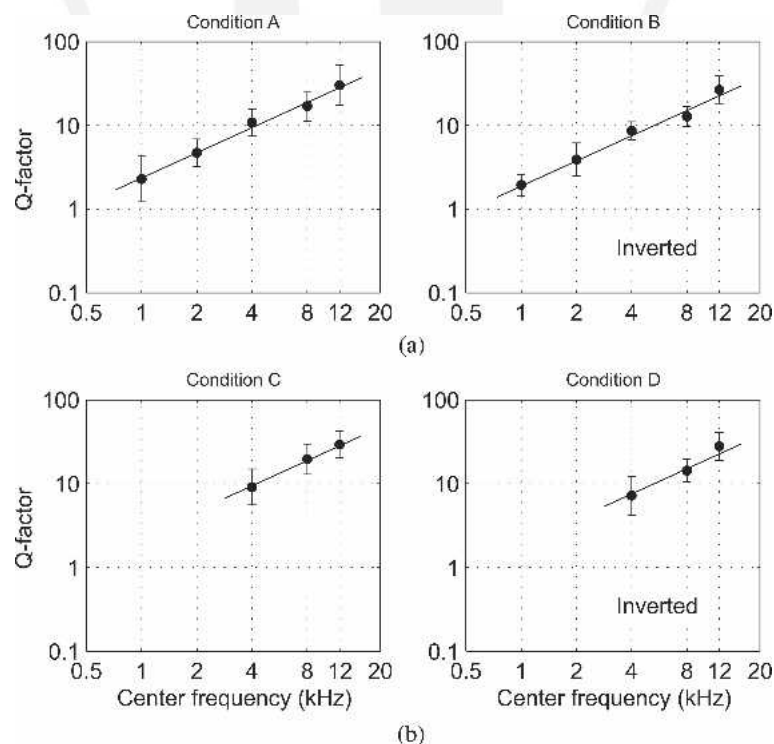 Condition A
Condition B
100
10
1
0.1
Q-factor
0.5 1 2 4 8 12 20
100
10
1
0.1
Inverted
0.5 1 2 4 8 12 20
(a)
Condition C
Condition D
100
10
1
0.1
Q-factor
0.5 1 2 4 8 12 20
Center frequency (kHz)
100
10
1
0.1
Inverted
0.5 1 2 4 8 12 20
Center frequency (kHz)
(b)